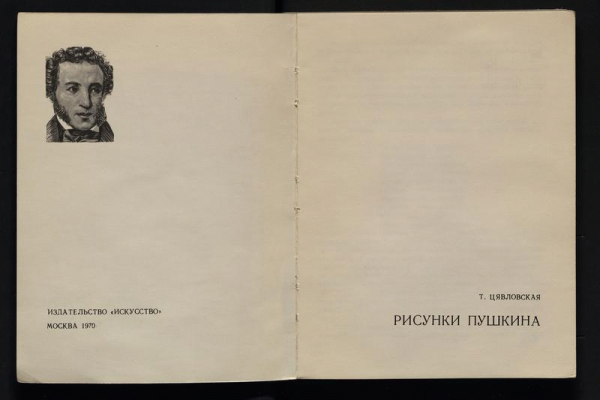 ИЗДАТЕЛЬСТВО «ИСКУССТВО»
МОСКВА 1970
Т. ЦЯВЛОВСКАЯ
РИСУНКИ ПУШКИНА